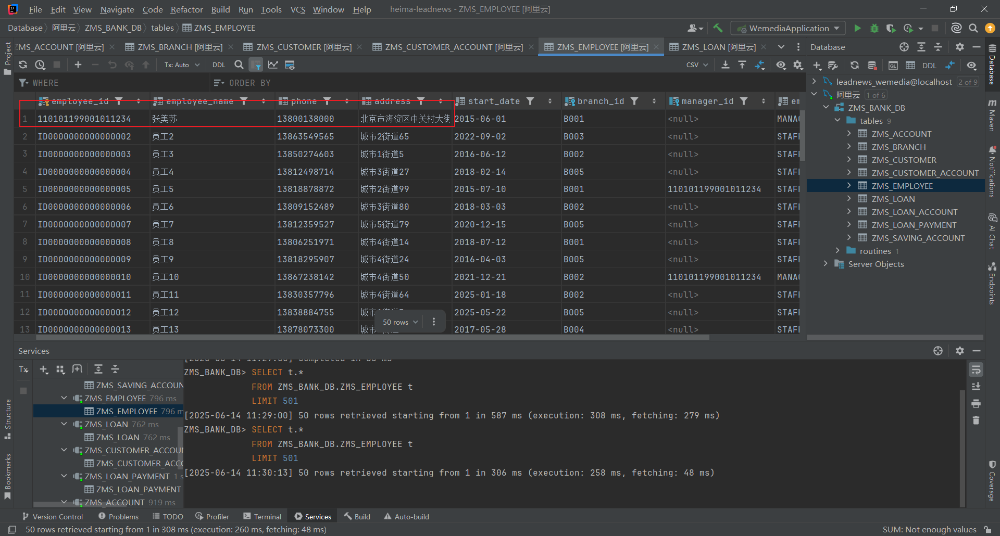 File Edit View Navigate Code Refactor Build Run Tools VCS Window Help heima-leadnews - ZMS_EMPLOYEE [阿里云]
Database 阿里云 ZMS_BANK_DB tables ZMS_EMPLOYEE WemediaApplication
ZMS_ACCOUNT [阿里云] ZMS_BRANCH [阿里云] ZMS_CUSTOMER [阿里云] ZMS_CUSTOMER_ACCOUNT [阿里云] ZMS_EMPLOYEE [阿里云] ZMS_LOAN [阿里云]
Tx: Auto DDL CSV
WHERE ORDER BY
employee_id employee_name phone address start_date branch_id manager_id em
1 110101199001011234 张美苏 13800138000 北京市海淀区中关村大街 2015-06-01 B001 <null> MANA
2 ID0000000000000002 员工2 13863549565 城市2街道65 2022-09-02 B003 <null> STAF
3 ID0000000000000003 员工3 13850274603 城市1街道5 2016-06-12 B002 <null> STAF
4 ID0000000000000004 员工4 13812498714 城市3街道27 2018-02-14 B005 <null> STAF
5 ID0000000000000005 员工5 13818878872 城市2街道99 2015-07-10 B001 110101199001011234 STAF
6 ID0000000000000006 员工6 13809152489 城市3街道80 2018-03-03 B002 <null> STAF
7 ID0000000000000007 员工7 13812359527 城市5街道79 2020-12-15 B005 <null> STAF
8 ID0000000000000008 员工8 13806251971 城市4街道14 2018-07-12 B001 <null> STAF
9 ID0000000000000009 员工9 13818295907 城市4街道24 2016-04-03 B005 <null> STAF
10 ID0000000000000010 员工10 13867238142 城市4街道50 2021-12-21 B002 110101199001011234 MANA
11 ID0000000000000011 员工11 13830357796 城市4街道64 2025-01-18 B002 <null> STAF
12 ID0000000000000012 员工12 13838884755 城市 2025-05-22 B005 <null> STAF
13 ID0000000000000013 员工13 13878073300 城市 2017-05-28 B004 <null> STAF
50 rows
Database
DDL
leadnews_wemedia@localhost 2 of 9
阿里云 1 of 6
ZMS_BANK_DB
tables 9
ZMS_ACCOUNT
ZMS_BRANCH
ZMS_CUSTOMER
ZMS_CUSTOMER_ACCOUNT
ZMS_EMPLOYEE
ZMS_LOAN
ZMS_LOAN_ACCOUNT
ZMS_LOAN_PAYMENT
ZMS_SAVING_ACCOUNT
routines 1
Server Objects
Project
Structure
Bookmarks
Database
Maven
Notifications
AI Chat
Endpoints
Coverage
Services
Tx
ZMS_SAVING_ACCOUN
ZMS_EMPLOYEE 796 ms
ZMS_EMPLOYEE 796 m
ZMS_LOAN 762 ms
ZMS_LOAN 762 ms
ZMS_CUSTOMER_ACCOU
ZMS_CUSTOMER_ACC
ZMS_LOAN_PAYMENT 1 s
ZMS_LOAN_PAYMENT
ZMS_ACCOUNT 919 ms
ZMS_BANK_DB> SELECT t.*
FROM ZMS_BANK_DB.ZMS_EMPLOYEE t
LIMIT 501
[2025-06-14 11:29:00] 50 rows retrieved starting from 1 in 587 ms (execution: 308 ms, fetching: 279 ms)
ZMS_BANK_DB> SELECT t.*
FROM ZMS_BANK_DB.ZMS_EMPLOYEE t
LIMIT 501
[2025-06-14 11:30:13] 50 rows retrieved starting from 1 in 306 ms (execution: 258 ms, fetching: 48 ms)
Version Control Problems TODO Profiler Terminal Services Build Auto-build
50 rows retrieved starting from 1 in 308 ms (execution: 260 ms, fetching: 48 ms) SUM: Not enough values